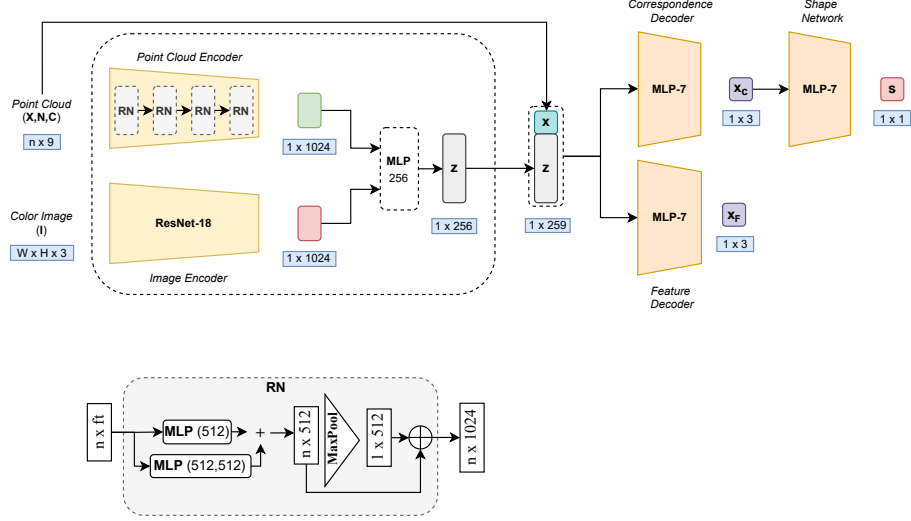 Correspondence
Decoder
Shape
Network
Point Cloud Encoder
RN
RN
RN
RN
Point Cloud
(X,N,C)
n x 9
1 x 1024
MLP
256
z
1 x 256
x
z
1 x 259
MLP-7
x_C
1 x 3
MLP-7
s
1 x 1
Color Image
(I)
W x H x 3
ResNet-18
Image Encoder
1 x 1024
MLP-7
x_F
1 x 3
Feature
Decoder
RN
n x ft
MLP (512)
MLP (512,512)
+
n x 512
MaxPool
1 x 512
n x 1024